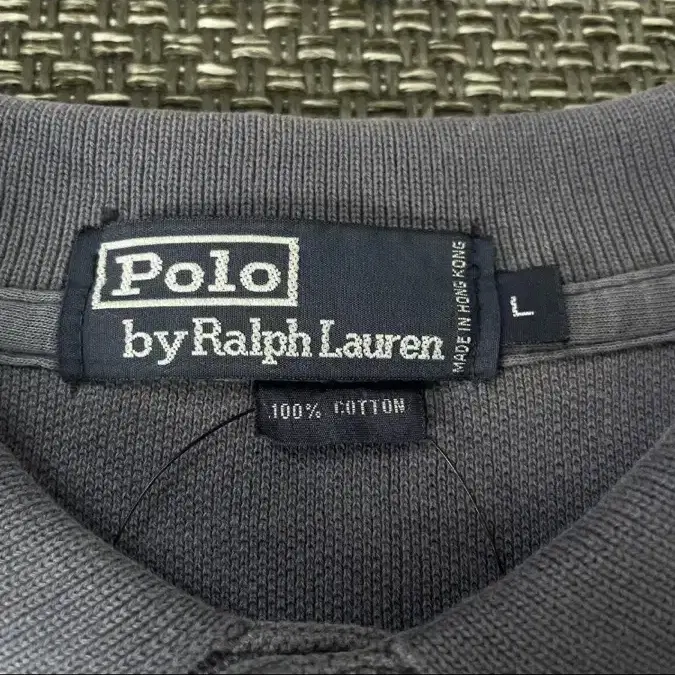 Polo
by Ralph Lauren
MADE IN HONG KONG
L
100% COTTON